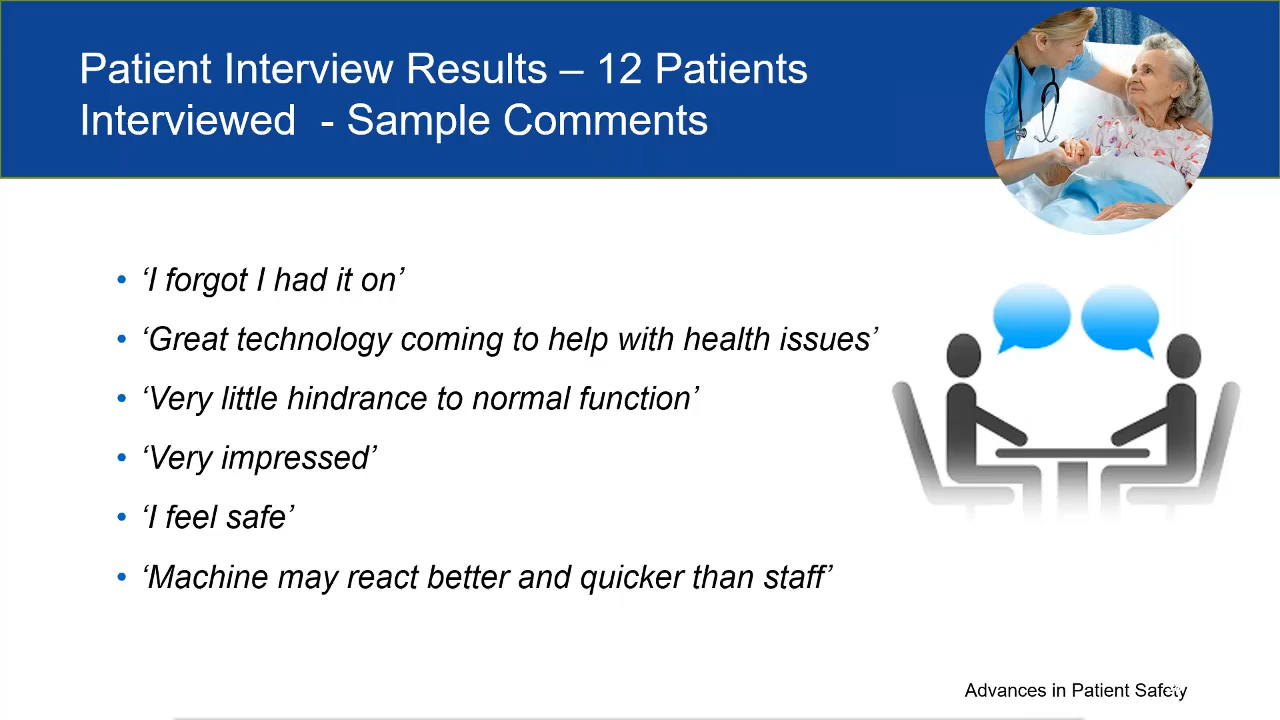 Patient Interview Results – 12 Patients
Interviewed - Sample Comments
• ‘I forgot I had it on’
• ‘Great technology coming to help with health issues’
• ‘Very little hindrance to normal function’
• ‘Very impressed’
• ‘I feel safe’
• ‘Machine may react better and quicker than staff’
Advances in Patient Safety